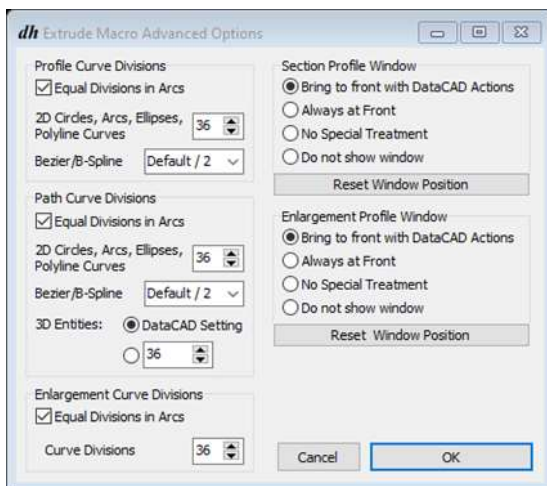 dh Extrude Macro Advanced Options
Profile Curve Divisions
Equal Divisions in Arcs
2D Circles, Arcs, Ellipses,
Polyline Curves
36
Bezier/B-Spline
Default / 2
Path Curve Divisions
Equal Divisions in Arcs
2D Circles, Arcs, Ellipses,
Polyline Curves
36
Bezier/B-Spline
Default / 2
3D Entities:
DataCAD Setting
36
Enlargement Curve Divisions
Equal Divisions in Arcs
Curve Divisions
36
Section Profile Window
Bring to front with DataCAD Actions
Always at Front
No Special Treatment
Do not show window
Reset Window Position
Enlargement Profile Window
Bring to front with DataCAD Actions
Always at Front
No Special Treatment
Do not show window
Reset Window Position
Cancel
OK